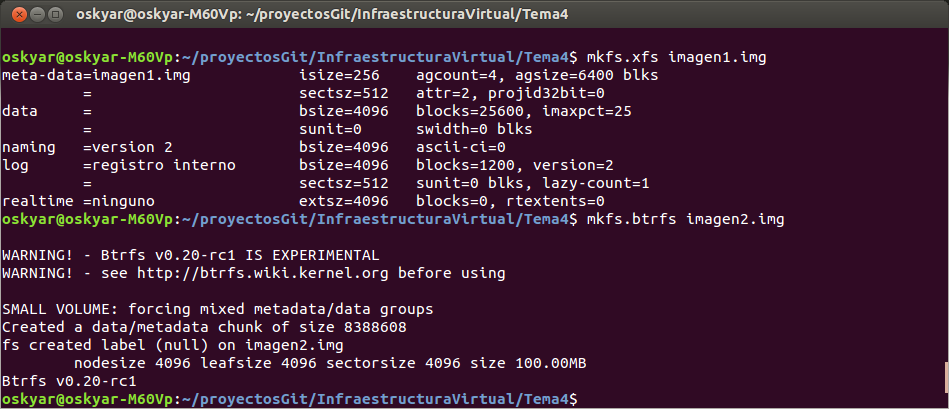 oskyar@oskyar-M60Vp: ~/proyectosGit/InfraestructuraVirtual/Tema4
oskyar@oskyar-M60Vp:~/proyectosGit/InfraestructuraVirtual/Tema4$ mkfs.xfs imagen1.img
meta-data=imagen1.img            isize=256    agcount=4, agsize=6400 blks
         =                       sectsz=512   attr=2, projid32bit=0
data     =                       bsize=4096   blocks=25600, imaxpct=25
         =                       sunit=0      swidth=0 blks
naming   =version 2              bsize=4096   ascii-ci=0
log      =registro interno       bsize=4096   blocks=1200, version=2
         =                       sectsz=512   sunit=0 blks, lazy-count=1
realtime =ninguno                extsz=4096   blocks=0, rtextents=0
oskyar@oskyar-M60Vp:~/proyectosGit/InfraestructuraVirtual/Tema4$ mkfs.btrfs imagen2.img
WARNING! - Btrfs v0.20-rc1 IS EXPERIMENTAL
WARNING! - see http://btrfs.wiki.kernel.org before using
SMALL VOLUME: forcing mixed metadata/data groups
Created a data/metadata chunk of size 8388608
fs created label (null) on imagen2.img
        nodesize 4096 leafsize 4096 sectorsize 4096 size 100.00MB
Btrfs v0.20-rc1
oskyar@oskyar-M60Vp:~/proyectosGit/InfraestructuraVirtual/Tema4$